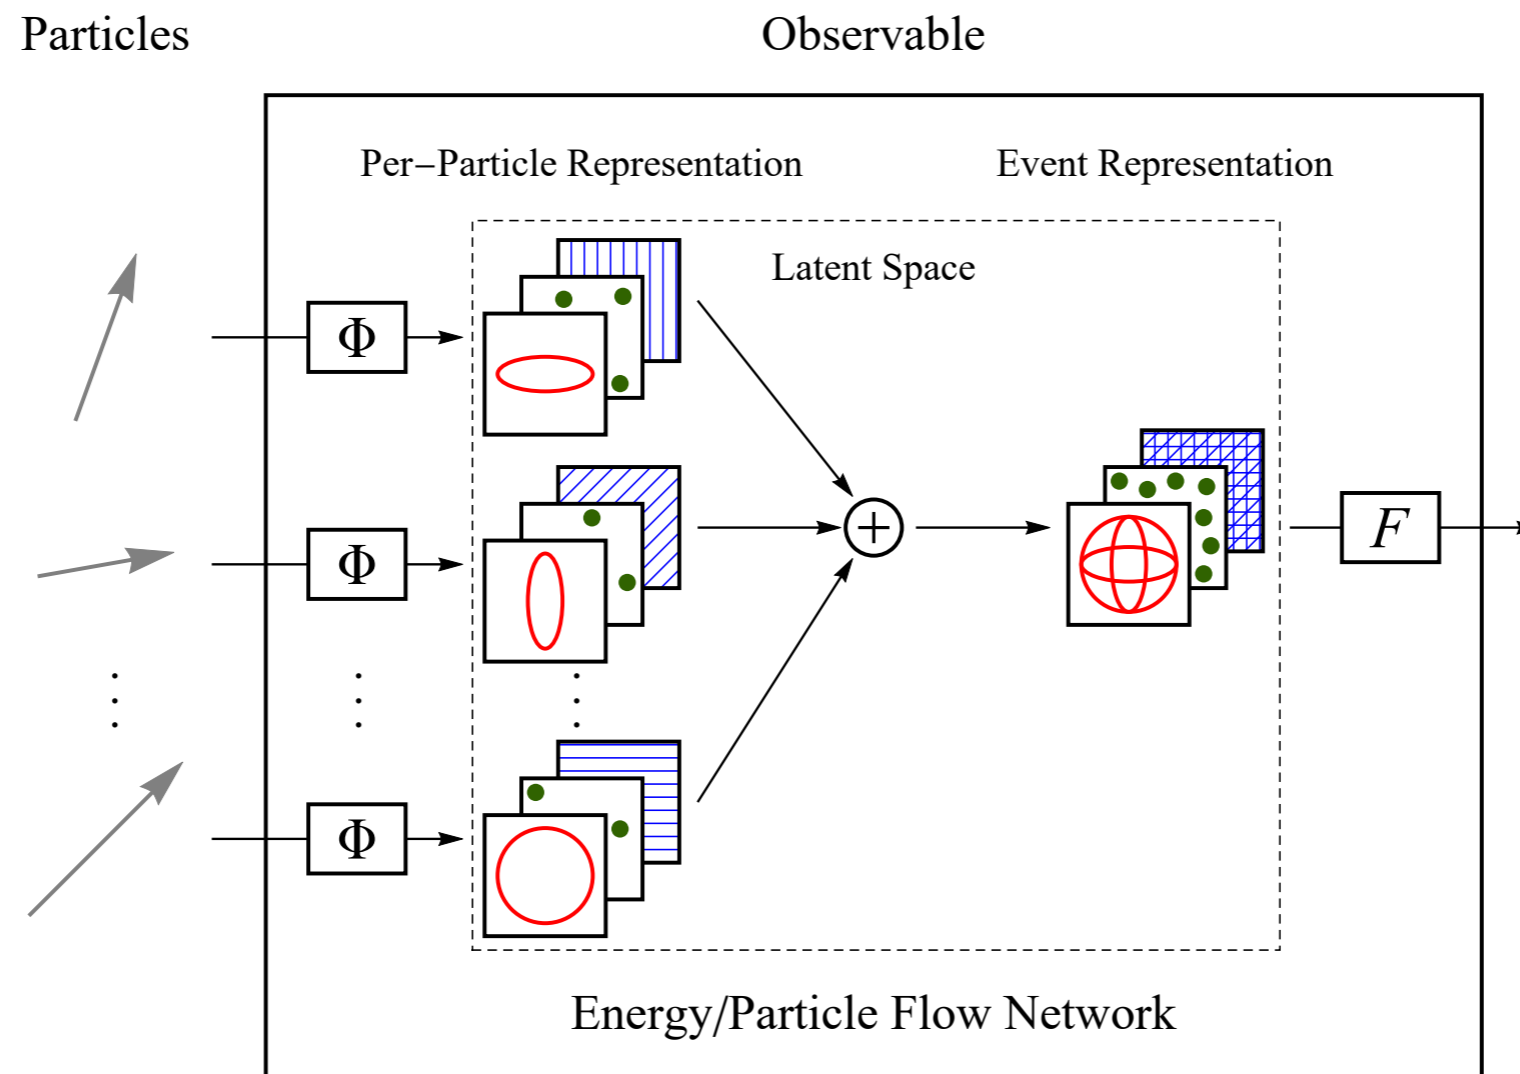 Particles
Observable
Per−Particle Representation
Event Representation
Latent Space
Φ
Φ
+
F
Φ
Energy/Particle Flow Network